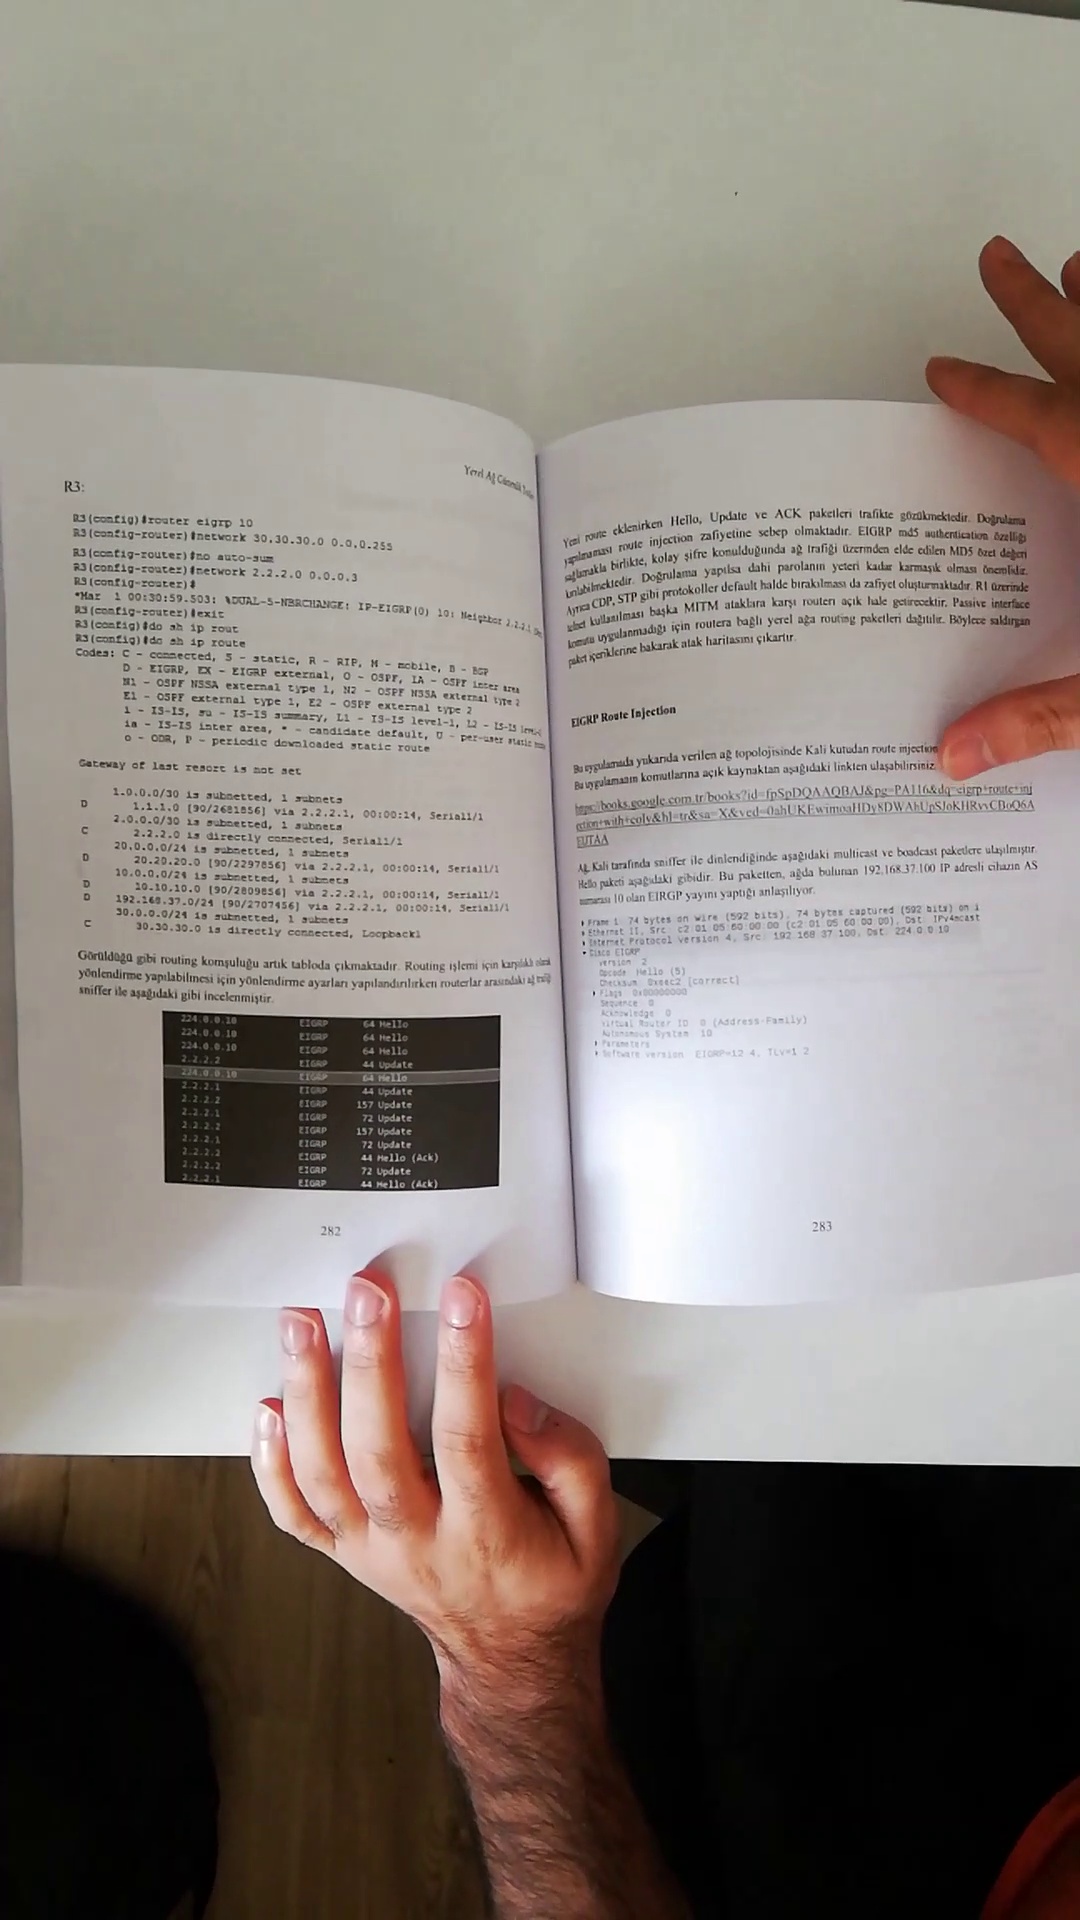 Yerel Ağ Güvenlik
R3:
R3(config)#router eigrp 10
R3(config-router)#network 30.30.30.0 0.0.0.255
R3(config-router)#no auto-sum
R3(config-router)#network 2.2.2.0 0.0.0.3
R3(config-router)#
*Mar 1 00:30:59.503: %DUAL-5-NBRCHANGE: IP-EIGRP(0) 10: Neighbor 2.2.2.1
R3(config-router)#exit
R3(config)#do sh ip rout
R3(config)#do sh ip route
Codes: C - connected, S - static, R - RIP, M - mobile, B - BGP
D - EIGRP, EX - EIGRP external, O - OSPF, IA - OSPF inter area
N1 - OSPF NSSA external type 1, N2 - OSPF NSSA external type 2
E1 - OSPF external type 1, E2 - OSPF external type 2
i - IS-IS, su - IS-IS summary, L1 - IS-IS level-1, L2 - IS-IS level-2
ia - IS-IS inter area, * - candidate default, U - per-user static
o - ODR, P - periodic downloaded static route
Gateway of last resort is not set
1.0.0.0/30 is subnetted, 1 subnets
D 1.1.1.0 [90/2681856] via 2.2.2.1, 00:00:14, Serial1/1
2.0.0.0/30 is subnetted, 1 subnets
C 2.2.2.0 is directly connected, Serial1/1
20.0.0.0/24 is subnetted, 1 subnets
D 20.20.20.0 [90/2297856] via 2.2.2.1, 00:00:14, Serial1/1
10.0.0.0/24 is subnetted, 1 subnets
D 10.10.10.0 [90/2809856] via 2.2.2.1, 00:00:14, Serial1/1
D 192.168.37.0/24 [90/2707456] via 2.2.2.1, 00:00:14, Serial1/1
30.0.0.0/24 is subnetted, 1 subnets
C 30.30.30.0 is directly connected, Loopback1
Görüldüğü gibi routing komşuluğu artık tabloda çıkmaktadır. Routing işlemi için karşılıklı olarak
yönlendirme yapılabilmesi için yönlendirme ayarları yapılandırılırken routerlar arasındaki ağ trafiği
sniffer ile aşağıdaki gibi incelenmiştir.
224.0.0.10 EIGRP 64 Hello
224.0.0.10 EIGRP 64 Hello
224.0.0.10 EIGRP 64 Hello
2.2.2.2 EIGRP 44 Update
224.0.0.10 EIGRP 64 Hello
2.2.2.1 EIGRP 44 Update
2.2.2.2 EIGRP 157 Update
2.2.2.1 EIGRP 72 Update
2.2.2.2 EIGRP 157 Update
2.2.2.1 EIGRP 72 Update
2.2.2.2 EIGRP 44 Hello (Ack)
2.2.2.2 EIGRP 72 Update
2.2.2.1 EIGRP 44 Hello (Ack)
282
Yeni route eklenirken Hello, Update ve ACK paketleri trafikte gözükmektedir. Doğrulama
yapılmaması route injection zafiyetine sebep olmaktadır. EIGRP md5 authentication özelliği
sağlamakla birlikte, kolay şifre konulduğunda ağ trafiği üzerinden elde edilen MD5 özet değeri
kırılabilmektedir. Doğrulama yapılsa dahi parolanın yeteri kadar karmaşık olması önemlidir.
Ayrıca CDP, STP gibi protokoller default halde bırakılması da zafiyet oluşturmaktadır. R1 üzerinde
telnet kullanılması başka MITM ataklara karşı routerı açık hale getirecektir. Passive interface
komutu uygulanmadığı için routera bağlı yerel ağa routing paketleri dağıtılır. Böylece saldırgan
paket içeriklerine bakarak atak haritasını çıkartır.
EIGRP Route Injection
Bu uygulamada yukarıda verilen ağ topolojisinde Kali kutudan route injection
Bu uygulamanın komutlarına açık kaynaktan aşağıdaki linkten ulaşabilirsiniz.
https://books.google.com.tr/books?id=fpSpDQAAQBAJ&pg=PA116&dq=eigrp+route+inj
ection+with+coly&hl=tr&sa=X&ved=0ahUKEwimoaHDy8DWAhUpSJoKHRvvCBoQ6A
EIJTAA
Ağ, Kali tarafında sniffer ile dinlendiğinde aşağıdaki multicast ve boadcast paketlere ulaşılmıştır.
Hello paketi aşağıdaki gibidir. Bu paketten, ağda bulunan 192.168.37.100 IP adresli cihazın AS
numarası 10 olan EIRGP yayını yaptığı anlaşılıyor.
Frame 1: 74 bytes on wire (592 bits), 74 bytes captured (592 bits) on i
Ethernet II, Src: c2:01:05:60:00:00 (c2:01:05:60:00:00), Dst: IPv4mcast
Internet Protocol Version 4, Src: 192.168.37.100, Dst: 224.0.0.10
Cisco EIGRP
Version: 2
Opcode: Hello (5)
Checksum: 0xeec2 [correct]
Flags: 0x00000000
Sequence: 0
Acknowledge: 0
Virtual Router ID: 0 (Address-Family)
Autonomous System: 10
Parameters
Software Version: EIGRP=12.4, TLV=1.2
283